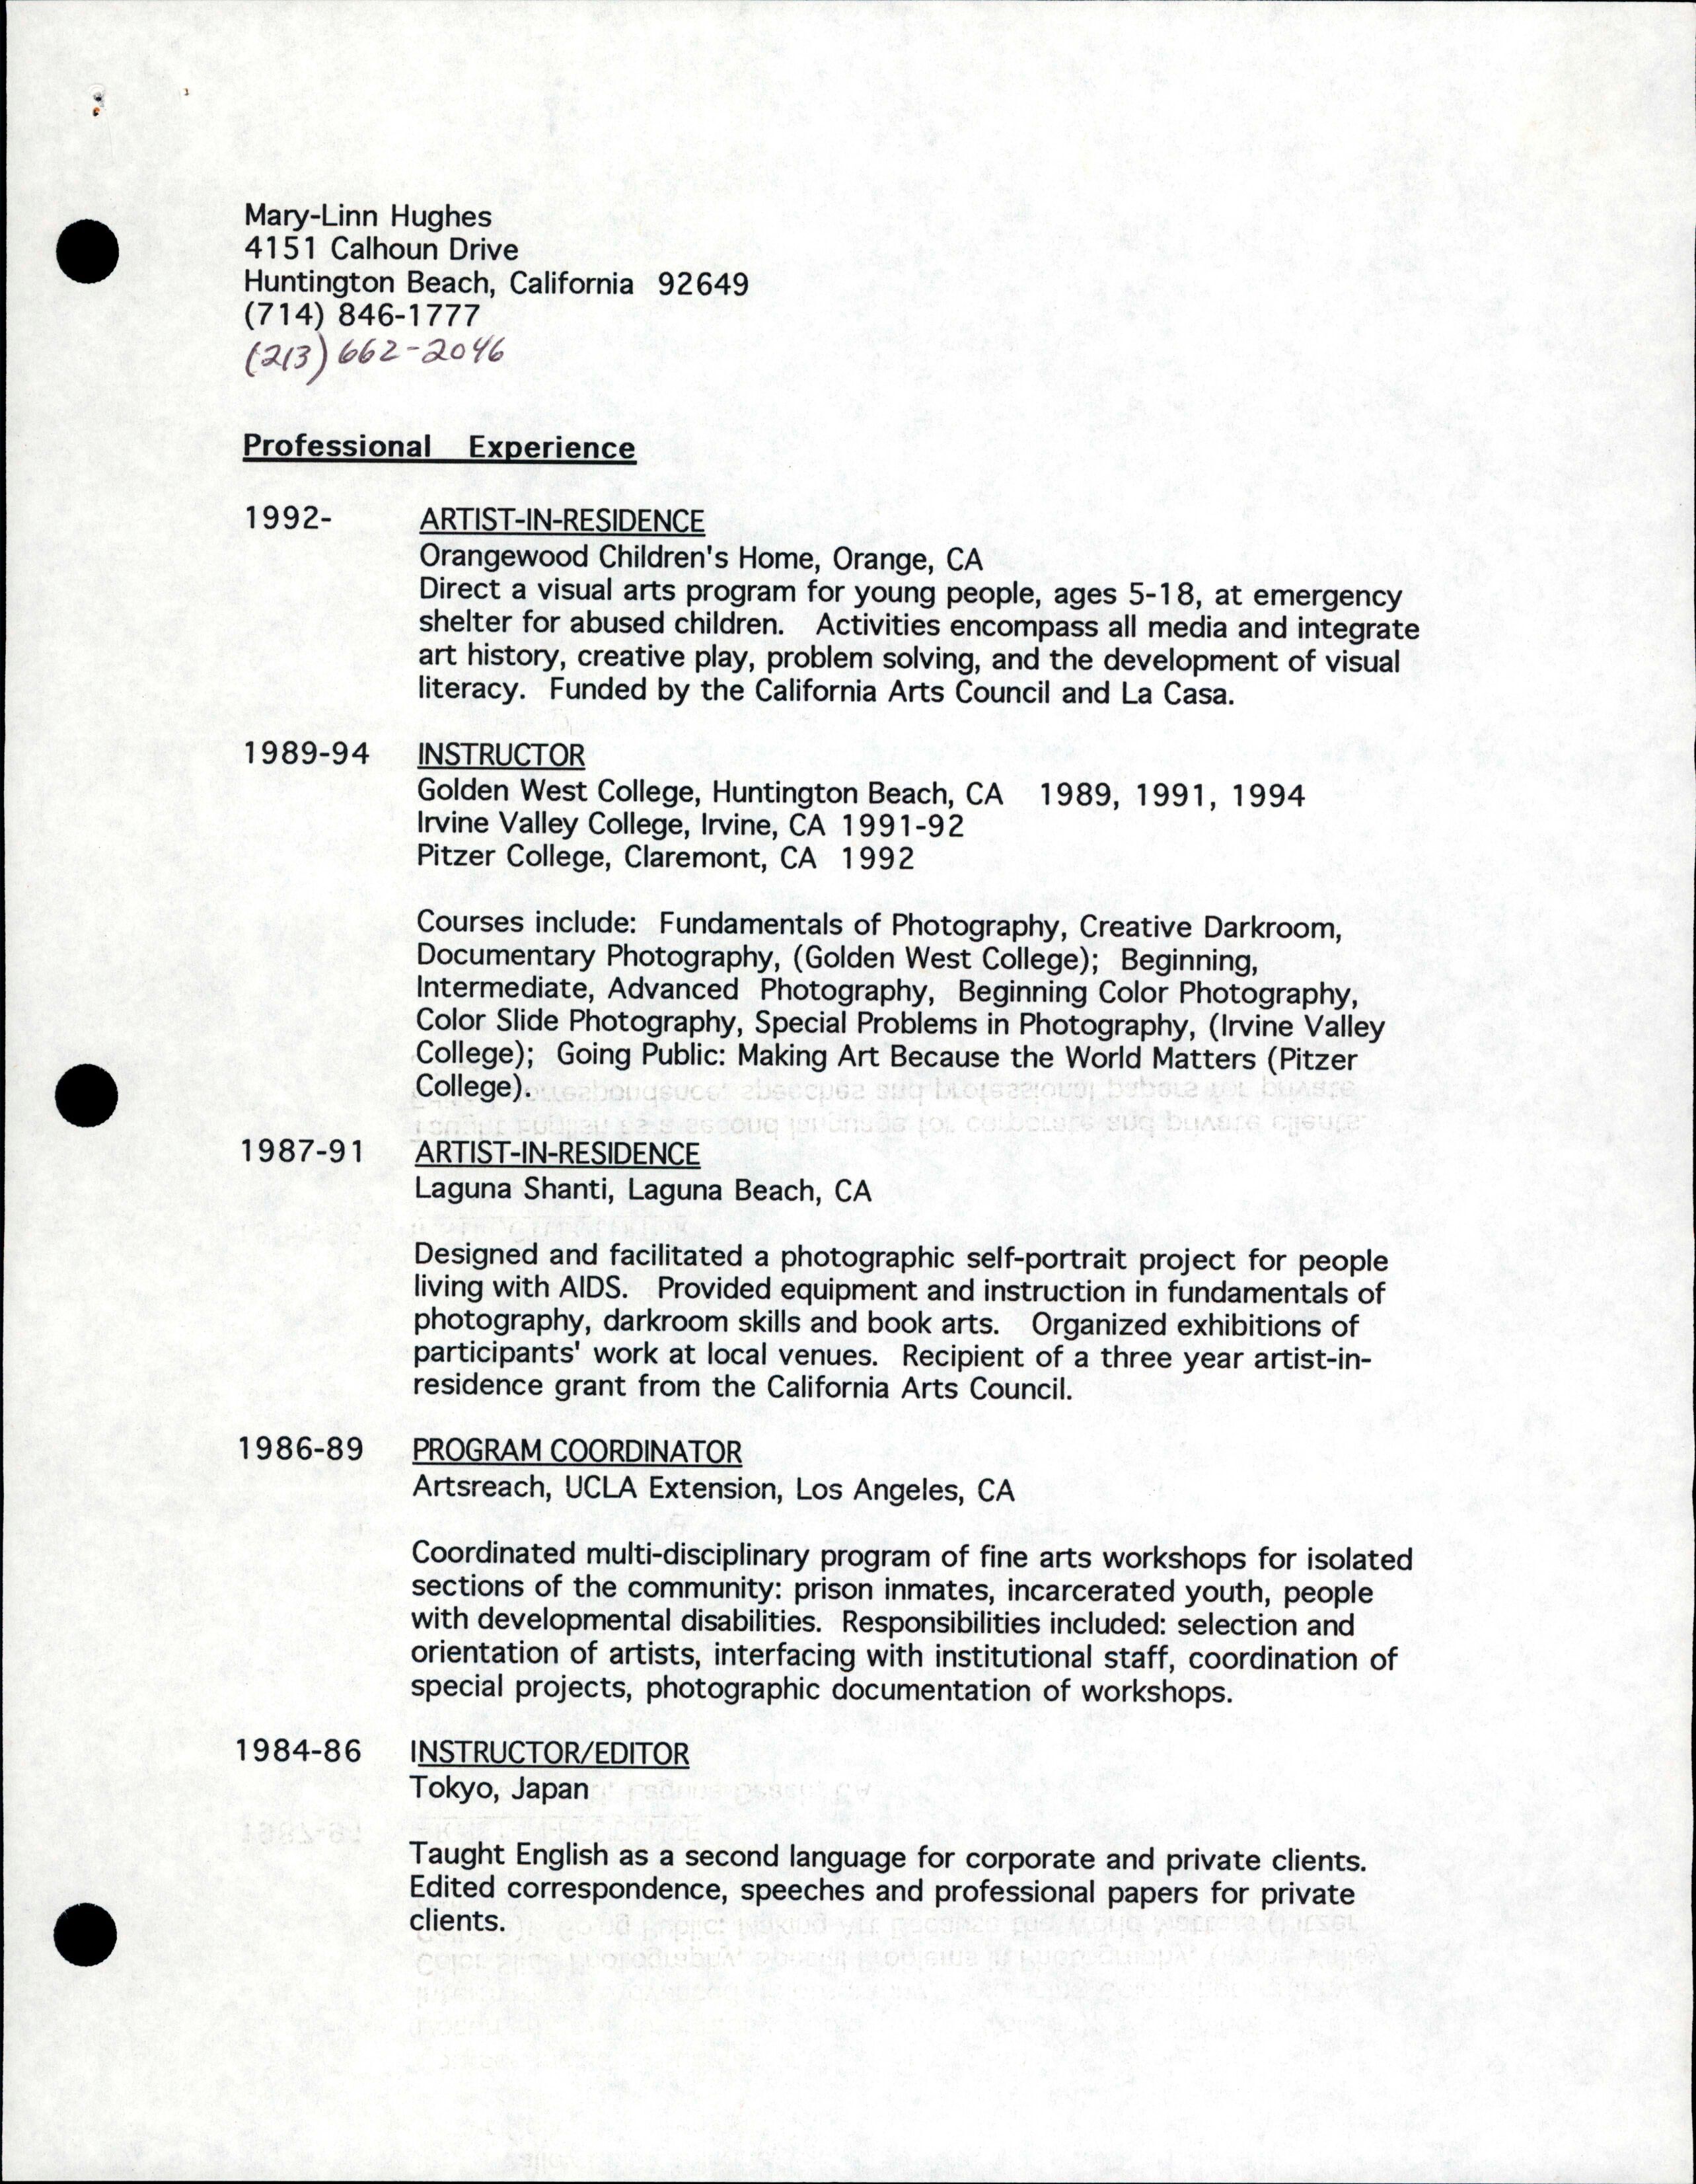 Mary-Linn Hughes
4151 Calhoun Drive
Huntington Beach, California 92649
(714) 846-1777
(213) 662-2046
Professional Experience
1992- ARTIST-IN-RESIDENCE
Orangewood Children's Home, Orange, CA
Direct a visual arts program for young people, ages 5-18, at emergency
shelter for abused children. Activities encompass all media and integrate
art history, creative play, problem solving, and the development of visual
literacy. Funded by the California Arts Council and La Casa.
1989-94 INSTRUCTOR
Golden West College, Huntington Beach, CA 1989, 1991, 1994
Irvine Valley College, Irvine, CA 1991-92
Pitzer College, Claremont, CA 1992
Courses include: Fundamentals of Photography, Creative Darkroom,
Documentary Photography, (Golden West College); Beginning,
Intermediate, Advanced Photography, Beginning Color Photography,
Color Slide Photography, Special Problems in Photography, (Irvine Valley
College); Going Public: Making Art Because the World Matters (Pitzer
College).
1987-91 ARTIST-IN-RESIDENCE
Laguna Shanti, Laguna Beach, CA
Designed and facilitated a photographic self-portrait project for people
living with AIDS. Provided equipment and instruction in fundamentals of
photography, darkroom skills and book arts. Organized exhibitions of
participants' work at local venues. Recipient of a three year artist-in-
residence grant from the California Arts Council.
1986-89 PROGRAM COORDINATOR
Artsreach, UCLA Extension, Los Angeles, CA
Coordinated multi-disciplinary program of fine arts workshops for isolated
sections of the community: prison inmates, incarcerated youth, people
with developmental disabilities. Responsibilities included: selection and
orientation of artists, interfacing with institutional staff, coordination of
special projects, photographic documentation of workshops.
1984-86 INSTRUCTOR/EDITOR
Tokyo, Japan
Taught English as a second language for corporate and private clients.
Edited correspondence, speeches and professional papers for private
clients.